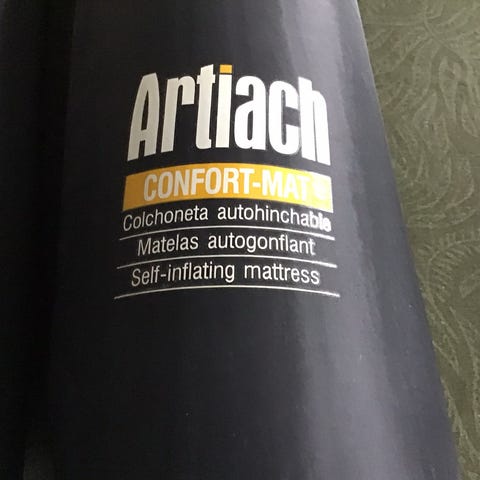 Artiach
CONFORT-MAT
Colchoneta autohinchable
Matelas autogonflant
Self-inflating mattress